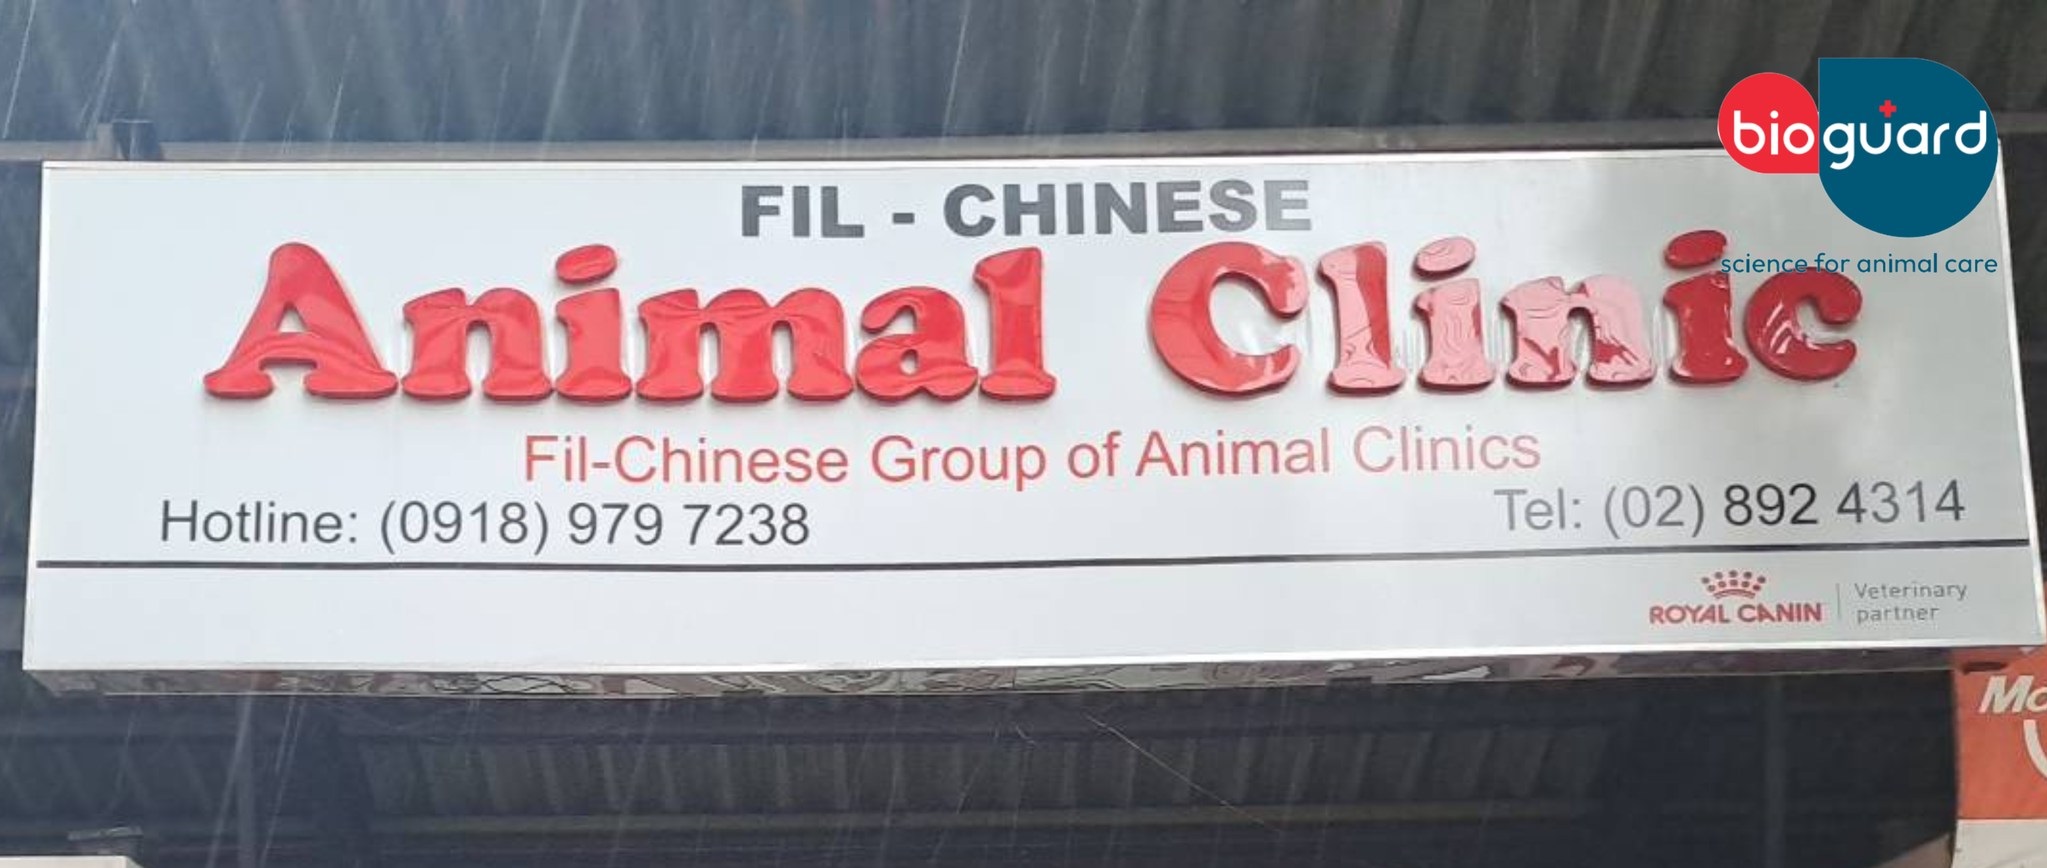 bioguard
science for animal care
FIL - CHINESE
Animal Clinic
Fil-Chinese Group of Animal Clinics
Hotline: (0918) 979 7238
Tel: (02) 892 4314
ROYAL CANIN
Veterinary
partner